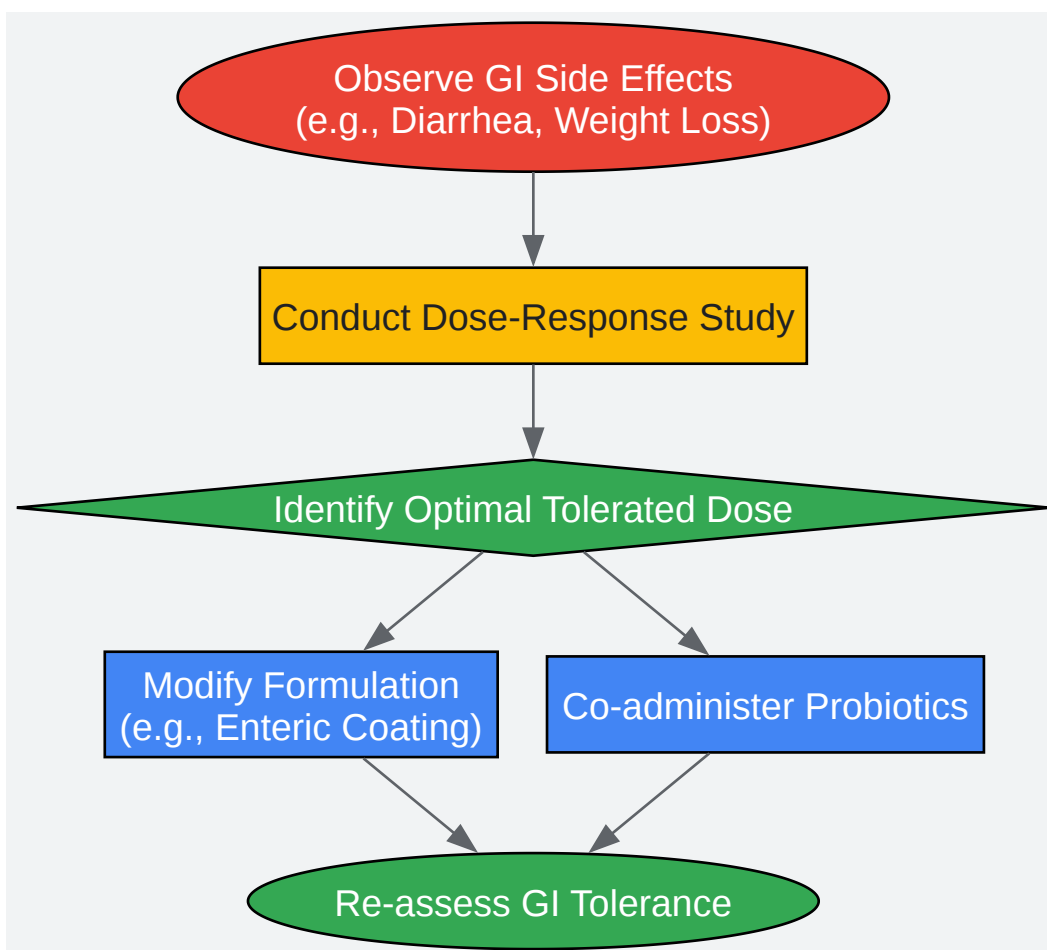 Observe GI Side Effects
(e.g., Diarrhea, Weight Loss)
Conduct Dose-Response Study
Identify Optimal Tolerated Dose
Modify Formulation
(e.g., Enteric Coating)
Co-administer Probiotics
Re-assess GI Tolerance